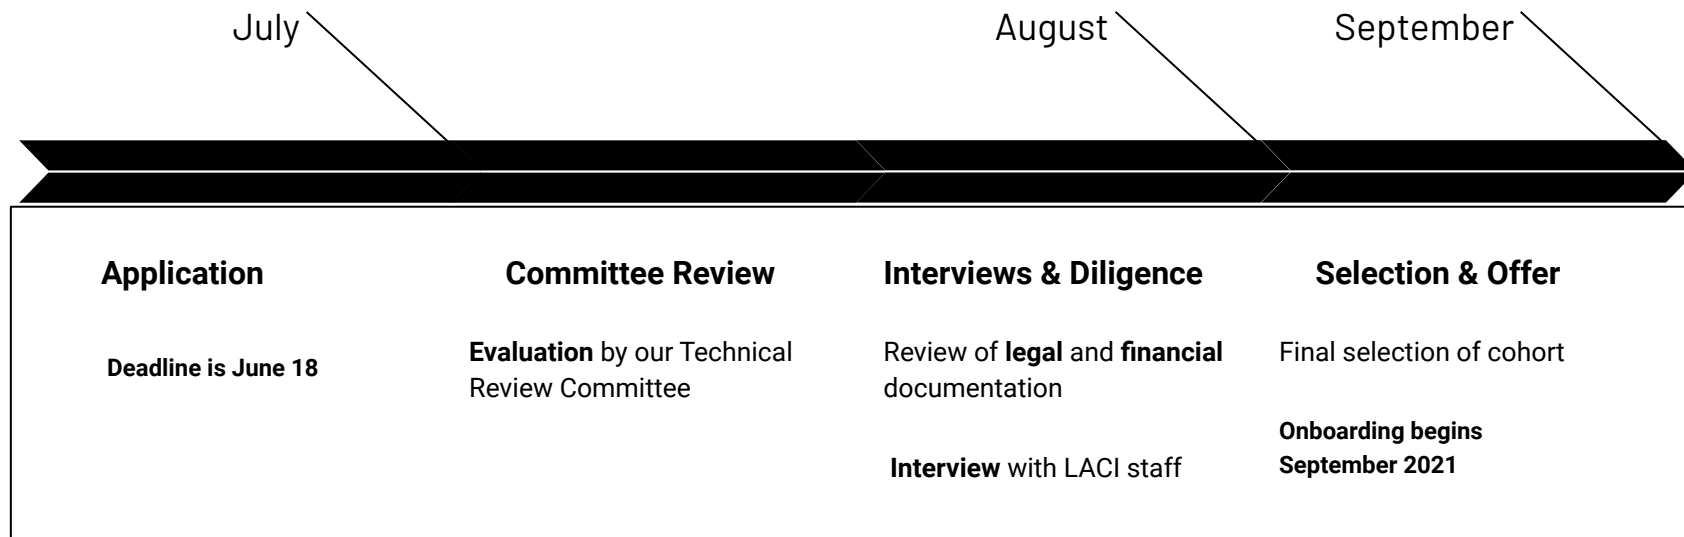 July
August
September
Application
Deadline is June 18
Committee Review
Evaluation by our Technical
Review Committee
Interviews & Diligence
Review of legal and financial
documentation
Interview with LACI staff
Selection & Offer
Final selection of cohort
Onboarding begins
September 2021